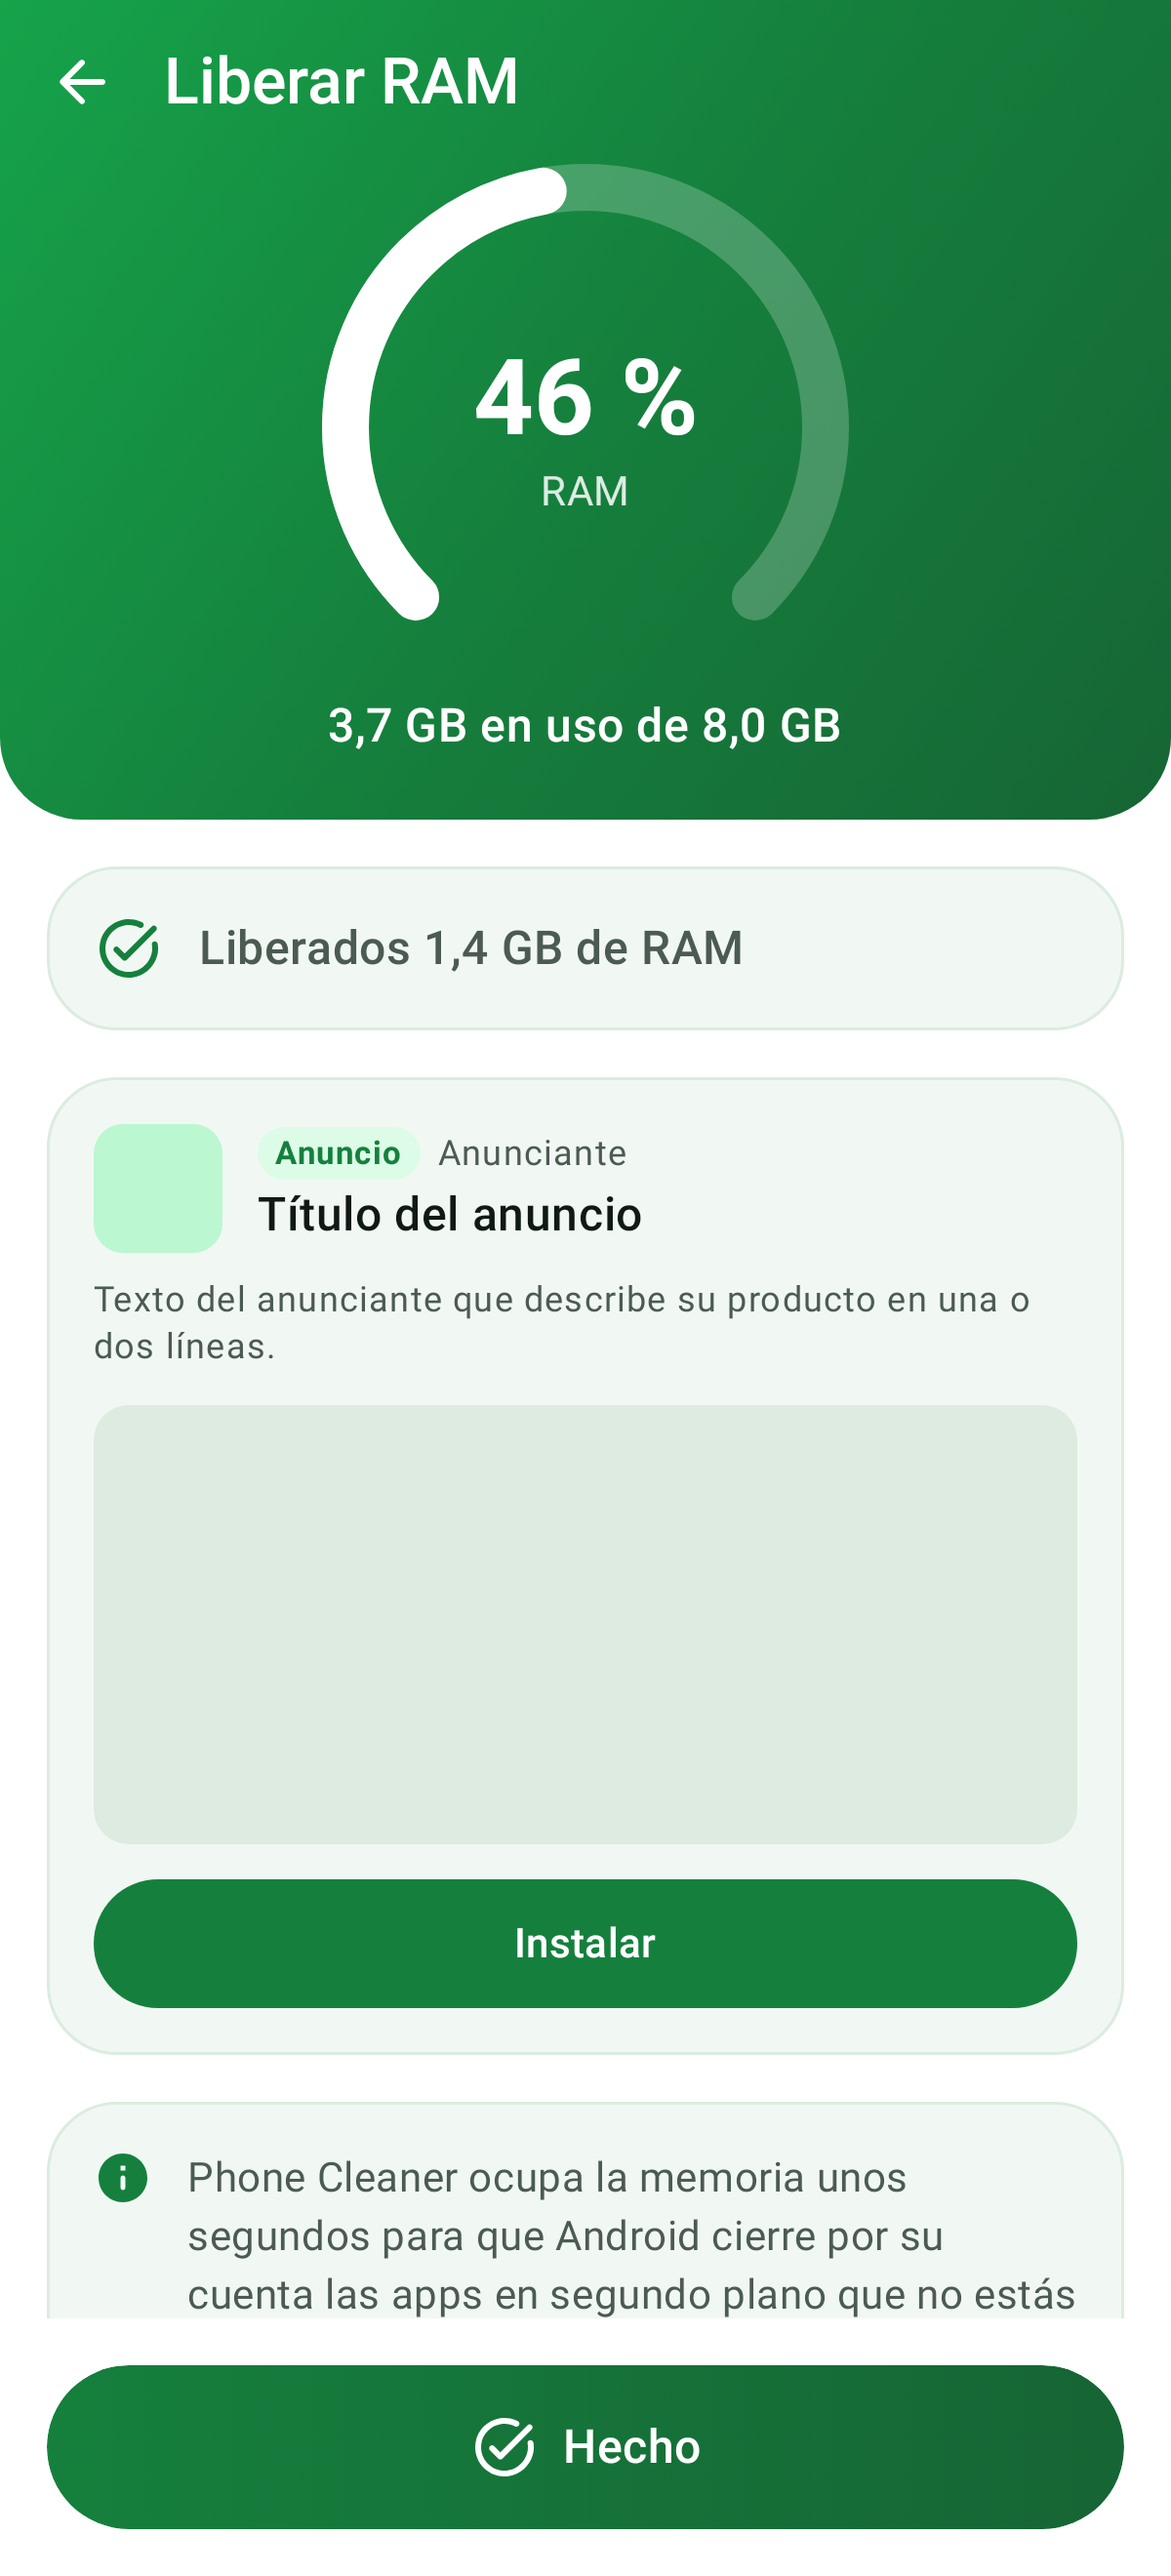 Liberar RAM
46 %
RAM
3,7 GB en uso de 8,0 GB
Liberados 1,4 GB de RAM
Anuncio Anunciante
Título del anuncio
Texto del anunciante que describe su producto en una o
dos líneas.
Instalar
Phone Cleaner ocupa la memoria unos
segundos para que Android cierre por su
cuenta las apps en segundo plano que no estás
Hecho